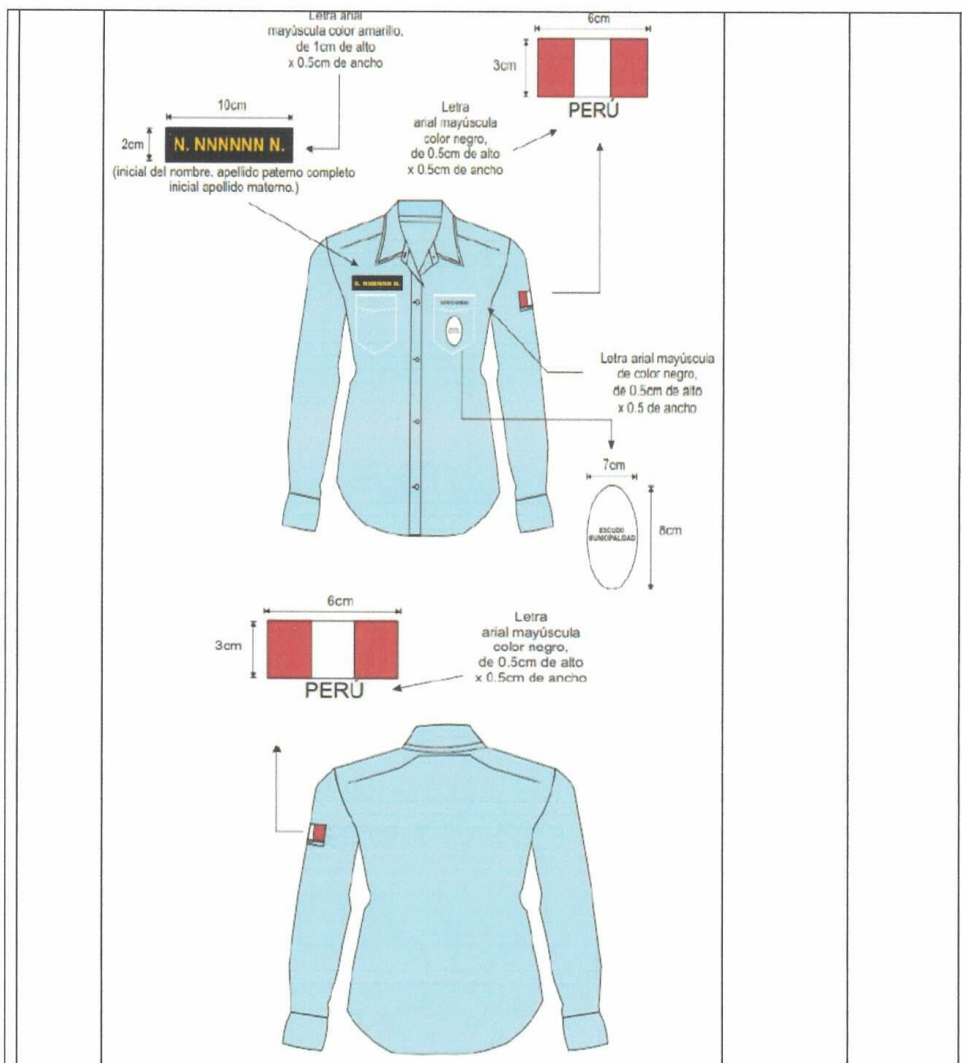 Letra arial
mayúscula color amarillo,
de 1cm de alto
x 0.5cm de ancho
10cm
2cm
N. NNNNNN N.
(inicial del nombre. apellido paterno completo
inicial apellido materno.)
6cm
3cm
PERÚ
Letra
arial mayúscula
color negro,
de 0.5cm de alto
x 0.5cm de ancho
N. NNNNNN N.
Letra arial mayúscula
de color negro,
de 0.5cm de alto
x 0.5 de ancho
7cm
ESCUDO
MUNICIPALIDAD
8cm
6cm
3cm
PERÚ
Letra
arial mayúscula
color negro,
de 0.5cm de alto
x 0.5cm de ancho